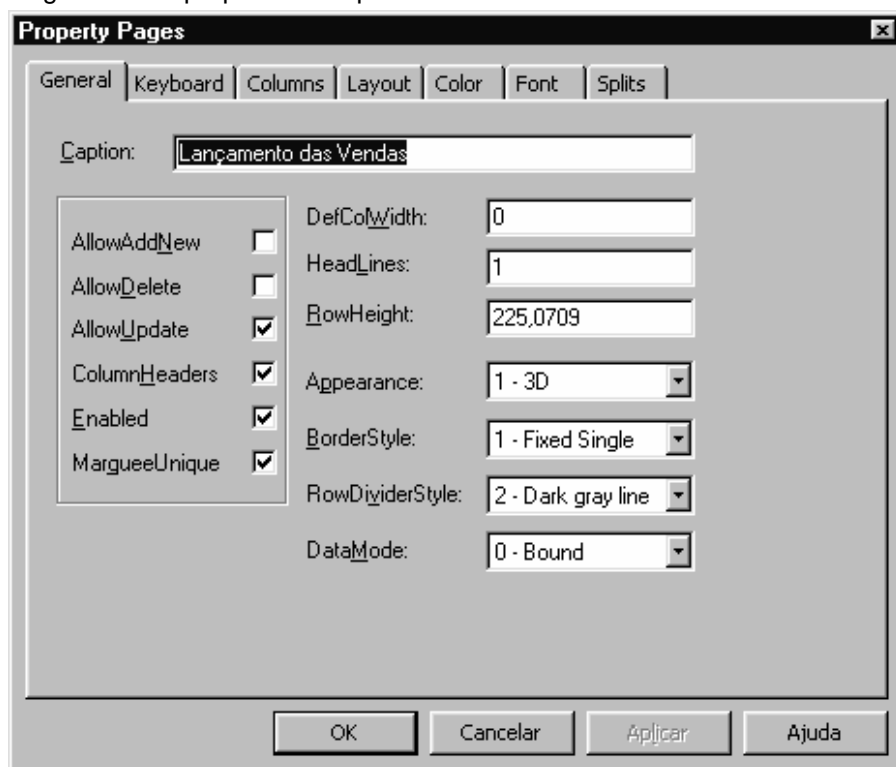 Property Pages
General Keyboard Columns Layout Color Font Splits
Caption: Lançamento das Vendas
AllowAddNew
AllowDelete
AllowUpdate
ColumnHeaders
Enabled
MargueeUnique
DefColWidth: 0
HeadLines: 1
RowHeight: 225,0709
Appearance: 1 - 3D
BorderStyle: 1 - Fixed Single
RowDividerStyle: 2 - Dark gray line
DataMode: 0 - Bound
OK Cancelar Aplicar Ajuda